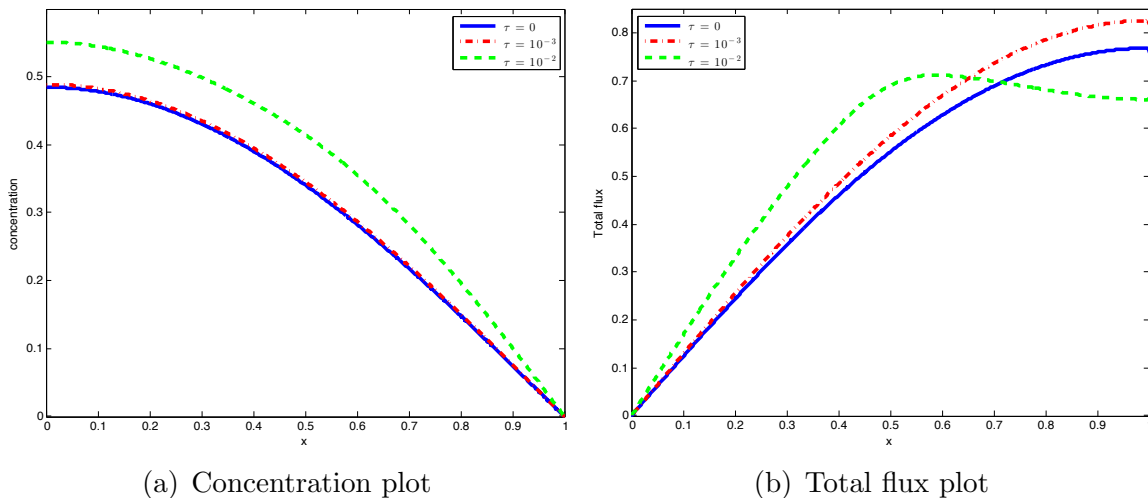 τ = 0
τ = 10⁻³
τ = 10⁻²
0.5
0.4
0.3
0.2
0.1
0
concentration
0 0.1 0.2 0.3 0.4 0.5 0.6 0.7 0.8 0.9 1
x
(a) Concentration plot
τ = 0
τ = 10⁻³
τ = 10⁻²
0.8
0.7
0.6
0.5
0.4
0.3
0.2
0.1
0
Total flux
0 0.1 0.2 0.3 0.4 0.5 0.6 0.7 0.8 0.9
x
(b) Total flux plot